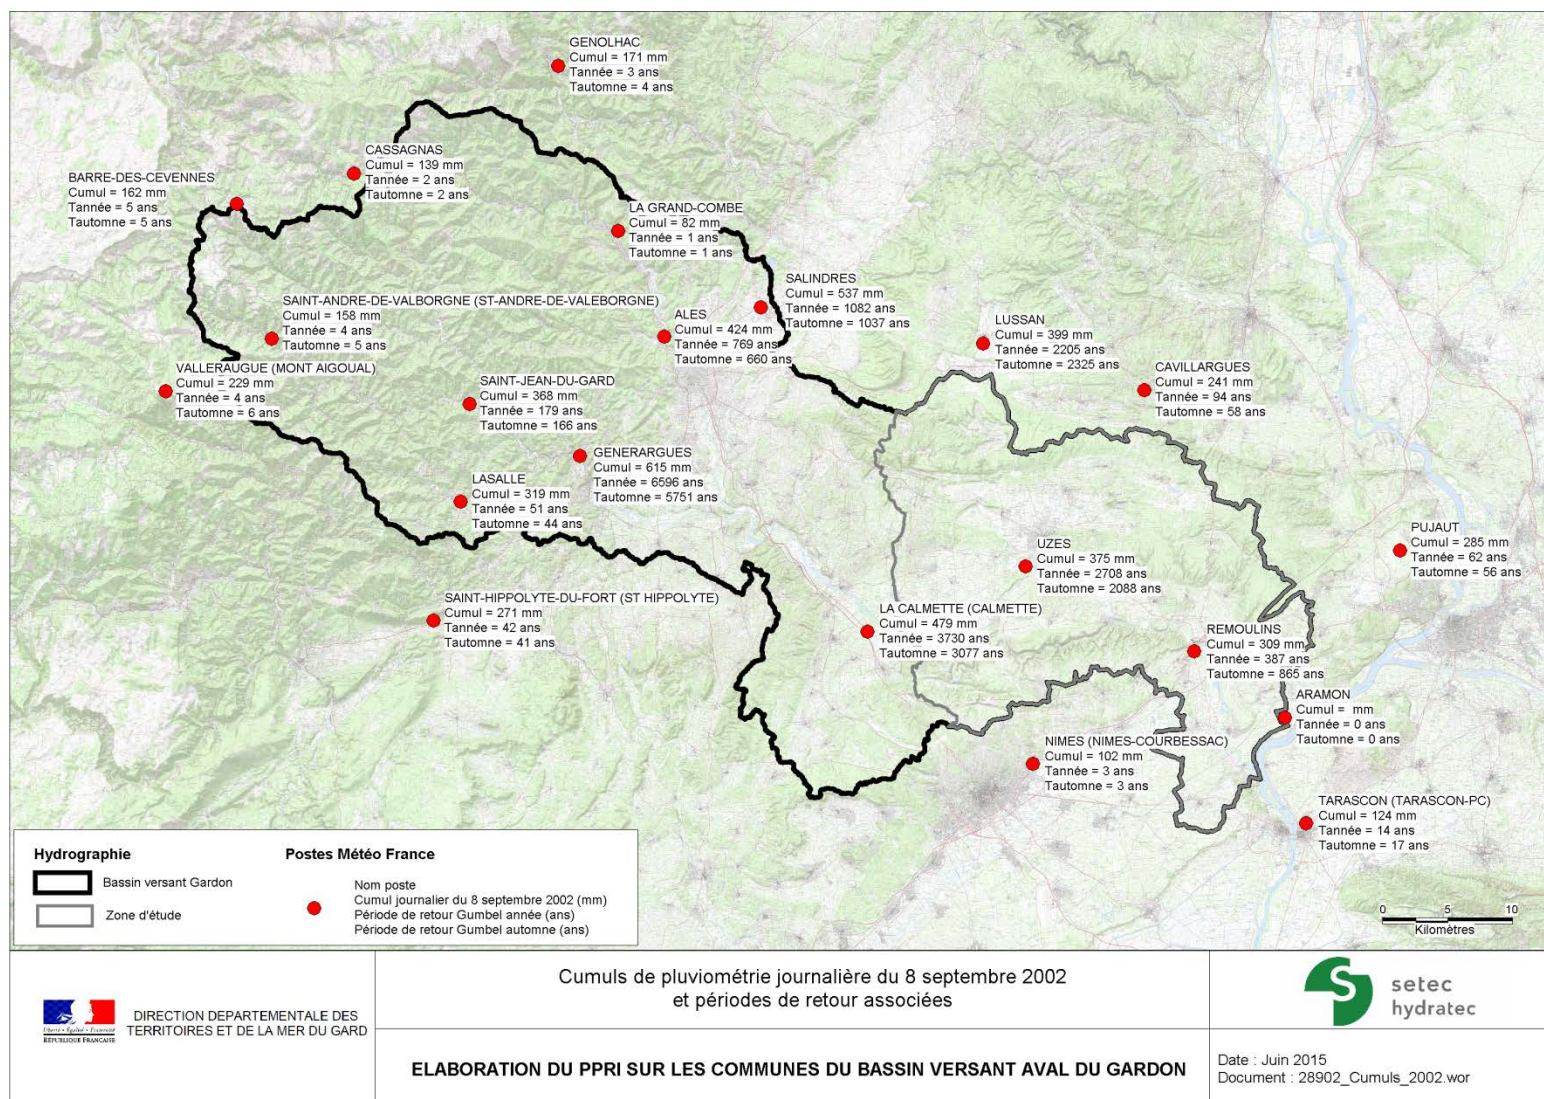 GENOLHAC
Cumul = 171 mm
Tannée = 3 ans
Tautomne = 4 ans
CASSAGNAS
Cumul = 139 mm
Tannée = 2 ans
Tautomne = 2 ans
BARRE-DES-CEVENNES
Cumul = 162 mm
Tannée = 5 ans
Tautomne = 5 ans
LA GRAND-COMBE
Cumul = 82 mm
Tannée = 1 ans
Tautomne = 1 ans
SALINDRES
Cumul = 537 mm
Tannée = 1082 ans
Tautomne = 1037 ans
SAINT-ANDRE-DE-VALBORGNE (ST-ANDRE-DE-VALEBORGNE)
Cumul = 158 mm
Tannée = 4 ans
Tautomne = 5 ans
ALES
Cumul = 424 mm
Tannée = 769 ans
Tautomne = 660 ans
LUSSAN
Cumul = 399 mm
Tannée = 2205 ans
Tautomne = 2325 ans
VALLERAUGUE (MONT AIGOUAL)
Cumul = 229 mm
Tannée = 4 ans
Tautomne = 6 ans
SAINT-JEAN-DU-GARD
Cumul = 368 mm
Tannée = 179 ans
Tautomne = 166 ans
CAVILLARGUES
Cumul = 241 mm
Tannée = 94 ans
Tautomne = 58 ans
GENERARGUES
Cumul = 615 mm
Tannée = 6596 ans
Tautomne = 5751 ans
LASALLE
Cumul = 319 mm
Tannée = 51 ans
Tautomne = 44 ans
PUJAUT
Cumul = 285 mm
Tannée = 62 ans
Tautomne = 56 ans
UZES
Cumul = 375 mm
Tannée = 2708 ans
Tautomne = 2088 ans
SAINT-HIPPOLYTE-DU-FORT (ST HIPPOLYTE)
Cumul = 271 mm
Tannée = 42 ans
Tautomne = 41 ans
LA CALMETTE (CALMETTE)
Cumul = 479 mm
Tannée = 3730 ans
Tautomne = 3077 ans
REMOULINS
Cumul = 309 mm
Tannée = 387 ans
Tautomne = 865 ans
ARAMON
Cumul = mm
Tannée = 0 ans
Tautomne = 0 ans
NIMES (NIMES-COURBESSAC)
Cumul = 102 mm
Tannée = 3 ans
Tautomne = 3 ans
TARASCON (TARASCON-PC)
Cumul = 124 mm
Tannée = 14 ans
Tautomne = 17 ans
Hydrographie
Bassin versant Gardon
Zone d'étude
Postes Météo France
Nom poste
Cumul journalier du 8 septembre 2002 (mm)
Période de retour Gumbel année (ans)
Période de retour Gumbel automne (ans)
0 5 10
Kilomètres
Liberté • Égalité • Fraternité
RÉPUBLIQUE FRANÇAISE
DIRECTION DEPARTEMENTALE DES
TERRITOIRES ET DE LA MER DU GARD
Cumuls de pluviométrie journalière du 8 septembre 2002
et périodes de retour associées
ELABORATION DU PPRI SUR LES COMMUNES DU BASSIN VERSANT AVAL DU GARDON
setec
hydratec
Date : Juin 2015
Document : 28902_Cumuls_2002.wor